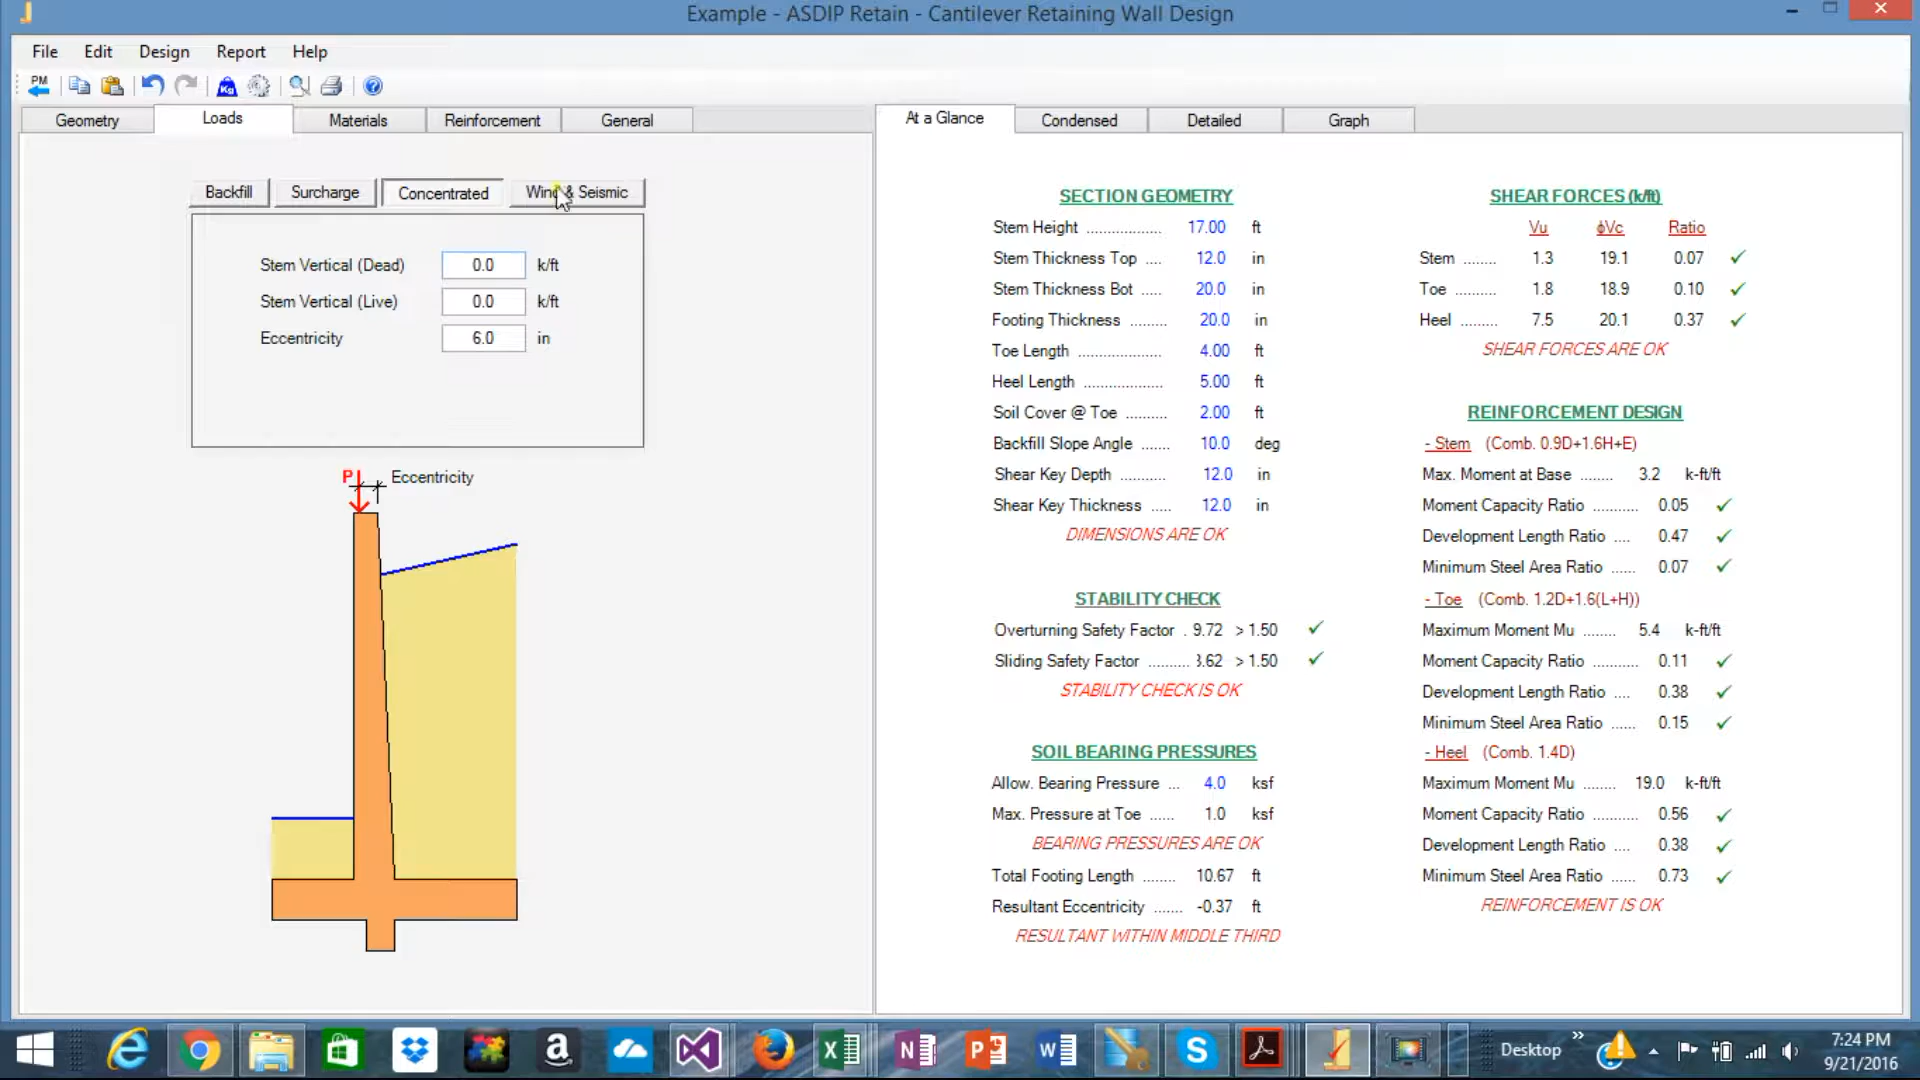 Example - ASDIP Retain - Cantilever Retaining Wall Design
File Edit Design Report Help
PM Kg ?
Geometry Loads Materials Reinforcement General
At a Glance Condensed Detailed Graph
Backfill Surcharge Concentrated Wind & Seismic
Stem Vertical (Dead) 0.0 k/ft
Stem Vertical (Live) 0.0 k/ft
Eccentricity 6.0 in
P Eccentricity
SECTION GEOMETRY
Stem Height .................. 17.00 ft
Stem Thickness Top .... 12.0 in
Stem Thickness Bot ..... 20.0 in
Footing Thickness ......... 20.0 in
Toe Length .................... 4.00 ft
Heel Length ................... 5.00 ft
Soil Cover @ Toe .......... 2.00 ft
Backfill Slope Angle ....... 10.0 deg
Shear Key Depth ........... 12.0 in
Shear Key Thickness ..... 12.0 in
DIMENSIONS ARE OK
STABILITY CHECK
Overturning Safety Factor . 9.72 > 1.50 ✓
Sliding Safety Factor ......... 3.62 > 1.50 ✓
STABILITY CHECK IS OK
SOIL BEARING PRESSURES
Allow. Bearing Pressure ... 4.0 ksf
Max. Pressure at Toe ...... 1.0 ksf
BEARING PRESSURES ARE OK
Total Footing Length ........ 10.67 ft
Resultant Eccentricity ....... -0.37 ft
RESULTANT WITHIN MIDDLE THIRD
SHEAR FORCES (k/ft)
Vu ϕVc Ratio
Stem ........ 1.3 19.1 0.07 ✓
Toe .......... 1.8 18.9 0.10 ✓
Heel ......... 7.5 20.1 0.37 ✓
SHEAR FORCES ARE OK
REINFORCEMENT DESIGN
- Stem (Comb. 0.9D+1.6H+E)
Max. Moment at Base ........ 3.2 k-ft/ft
Moment Capacity Ratio ........... 0.05 ✓
Development Length Ratio .... 0.47 ✓
Minimum Steel Area Ratio ...... 0.07 ✓
- Toe (Comb. 1.2D+1.6(L+H))
Maximum Moment Mu ........ 5.4 k-ft/ft
Moment Capacity Ratio ........... 0.11 ✓
Development Length Ratio .... 0.38 ✓
Minimum Steel Area Ratio ...... 0.15 ✓
- Heel (Comb. 1.4D)
Maximum Moment Mu ........ 19.0 k-ft/ft
Moment Capacity Ratio ........... 0.56 ✓
Development Length Ratio .... 0.38 ✓
Minimum Steel Area Ratio ...... 0.73 ✓
REINFORCEMENT IS OK
Desktop
7:24 PM
9/21/2016